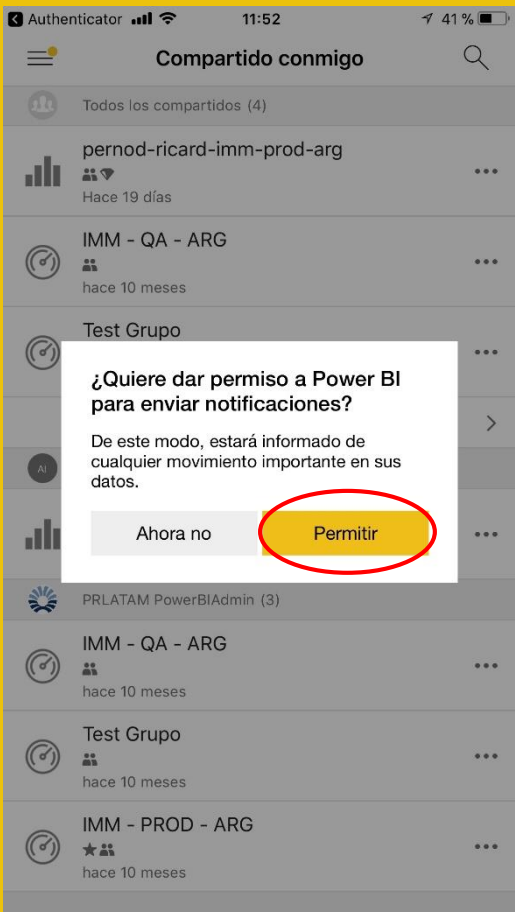 Authenticator 11:52 41 %
Compartido conmigo
Todos los compartidos (4)
pernod-ricard-imm-prod-arg
Hace 19 días
IMM - QA - ARG
hace 10 meses
Test Grupo
¿Quiere dar permiso a Power BI
para enviar notificaciones?
De este modo, estará informado de
cualquier movimiento importante en sus
datos.
AI
Ahora no Permitir
PRLATAM PowerBIAdmin (3)
IMM - QA - ARG
hace 10 meses
Test Grupo
hace 10 meses
IMM - PROD - ARG
hace 10 meses